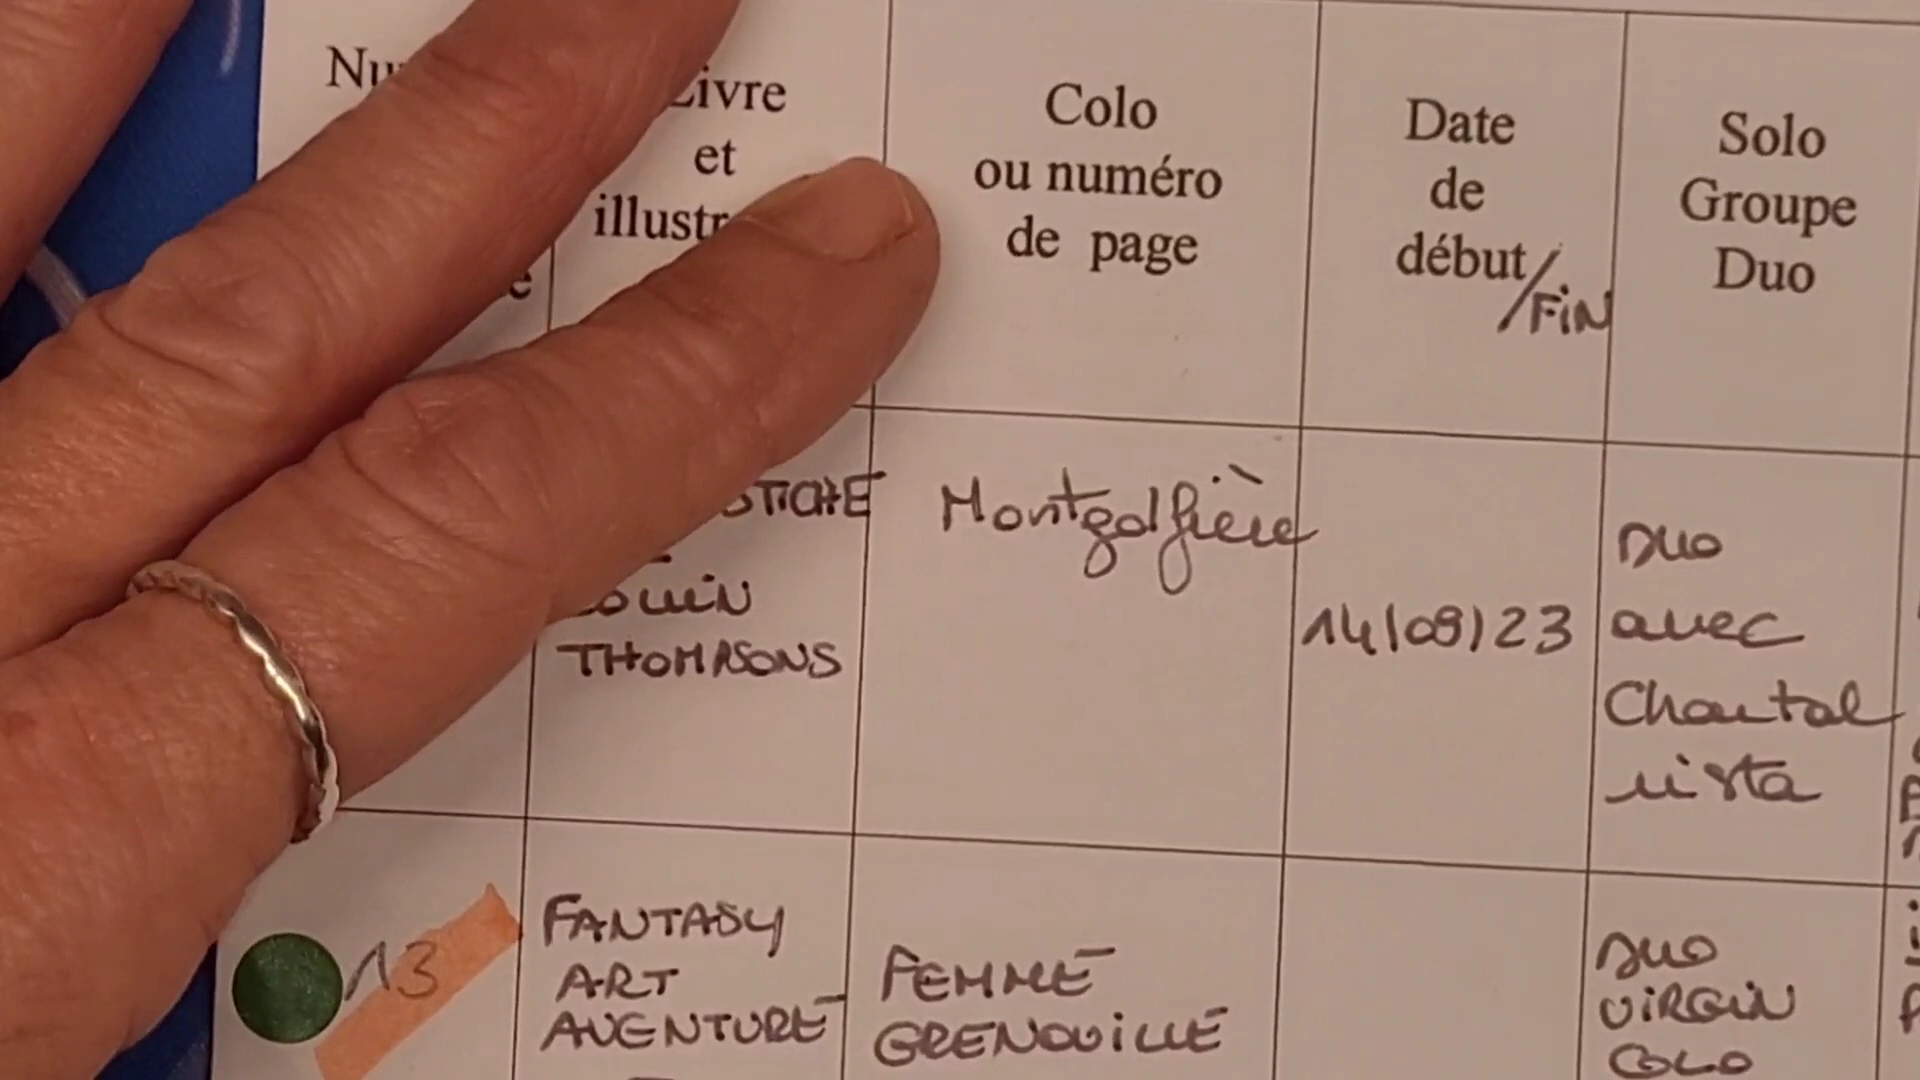 Livre
et
Colo
ou numéro
de page
Date
de
début/FiN
Solo
Groupe
Duo
Montgolfière
THOMASONS
14/08/23
Duo
avec
Chantal
vista
13
FANTASY
ART
AVENTURE
FEMME
GRENOUILLE
DUO
VIRGIN
COLO